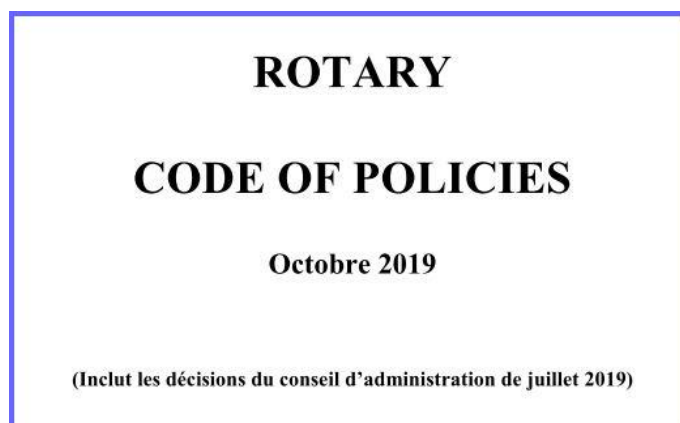 ROTARY
CODE OF POLICIES
Octobre 2019
(Inclut les décisions du conseil d’administration de juillet 2019)